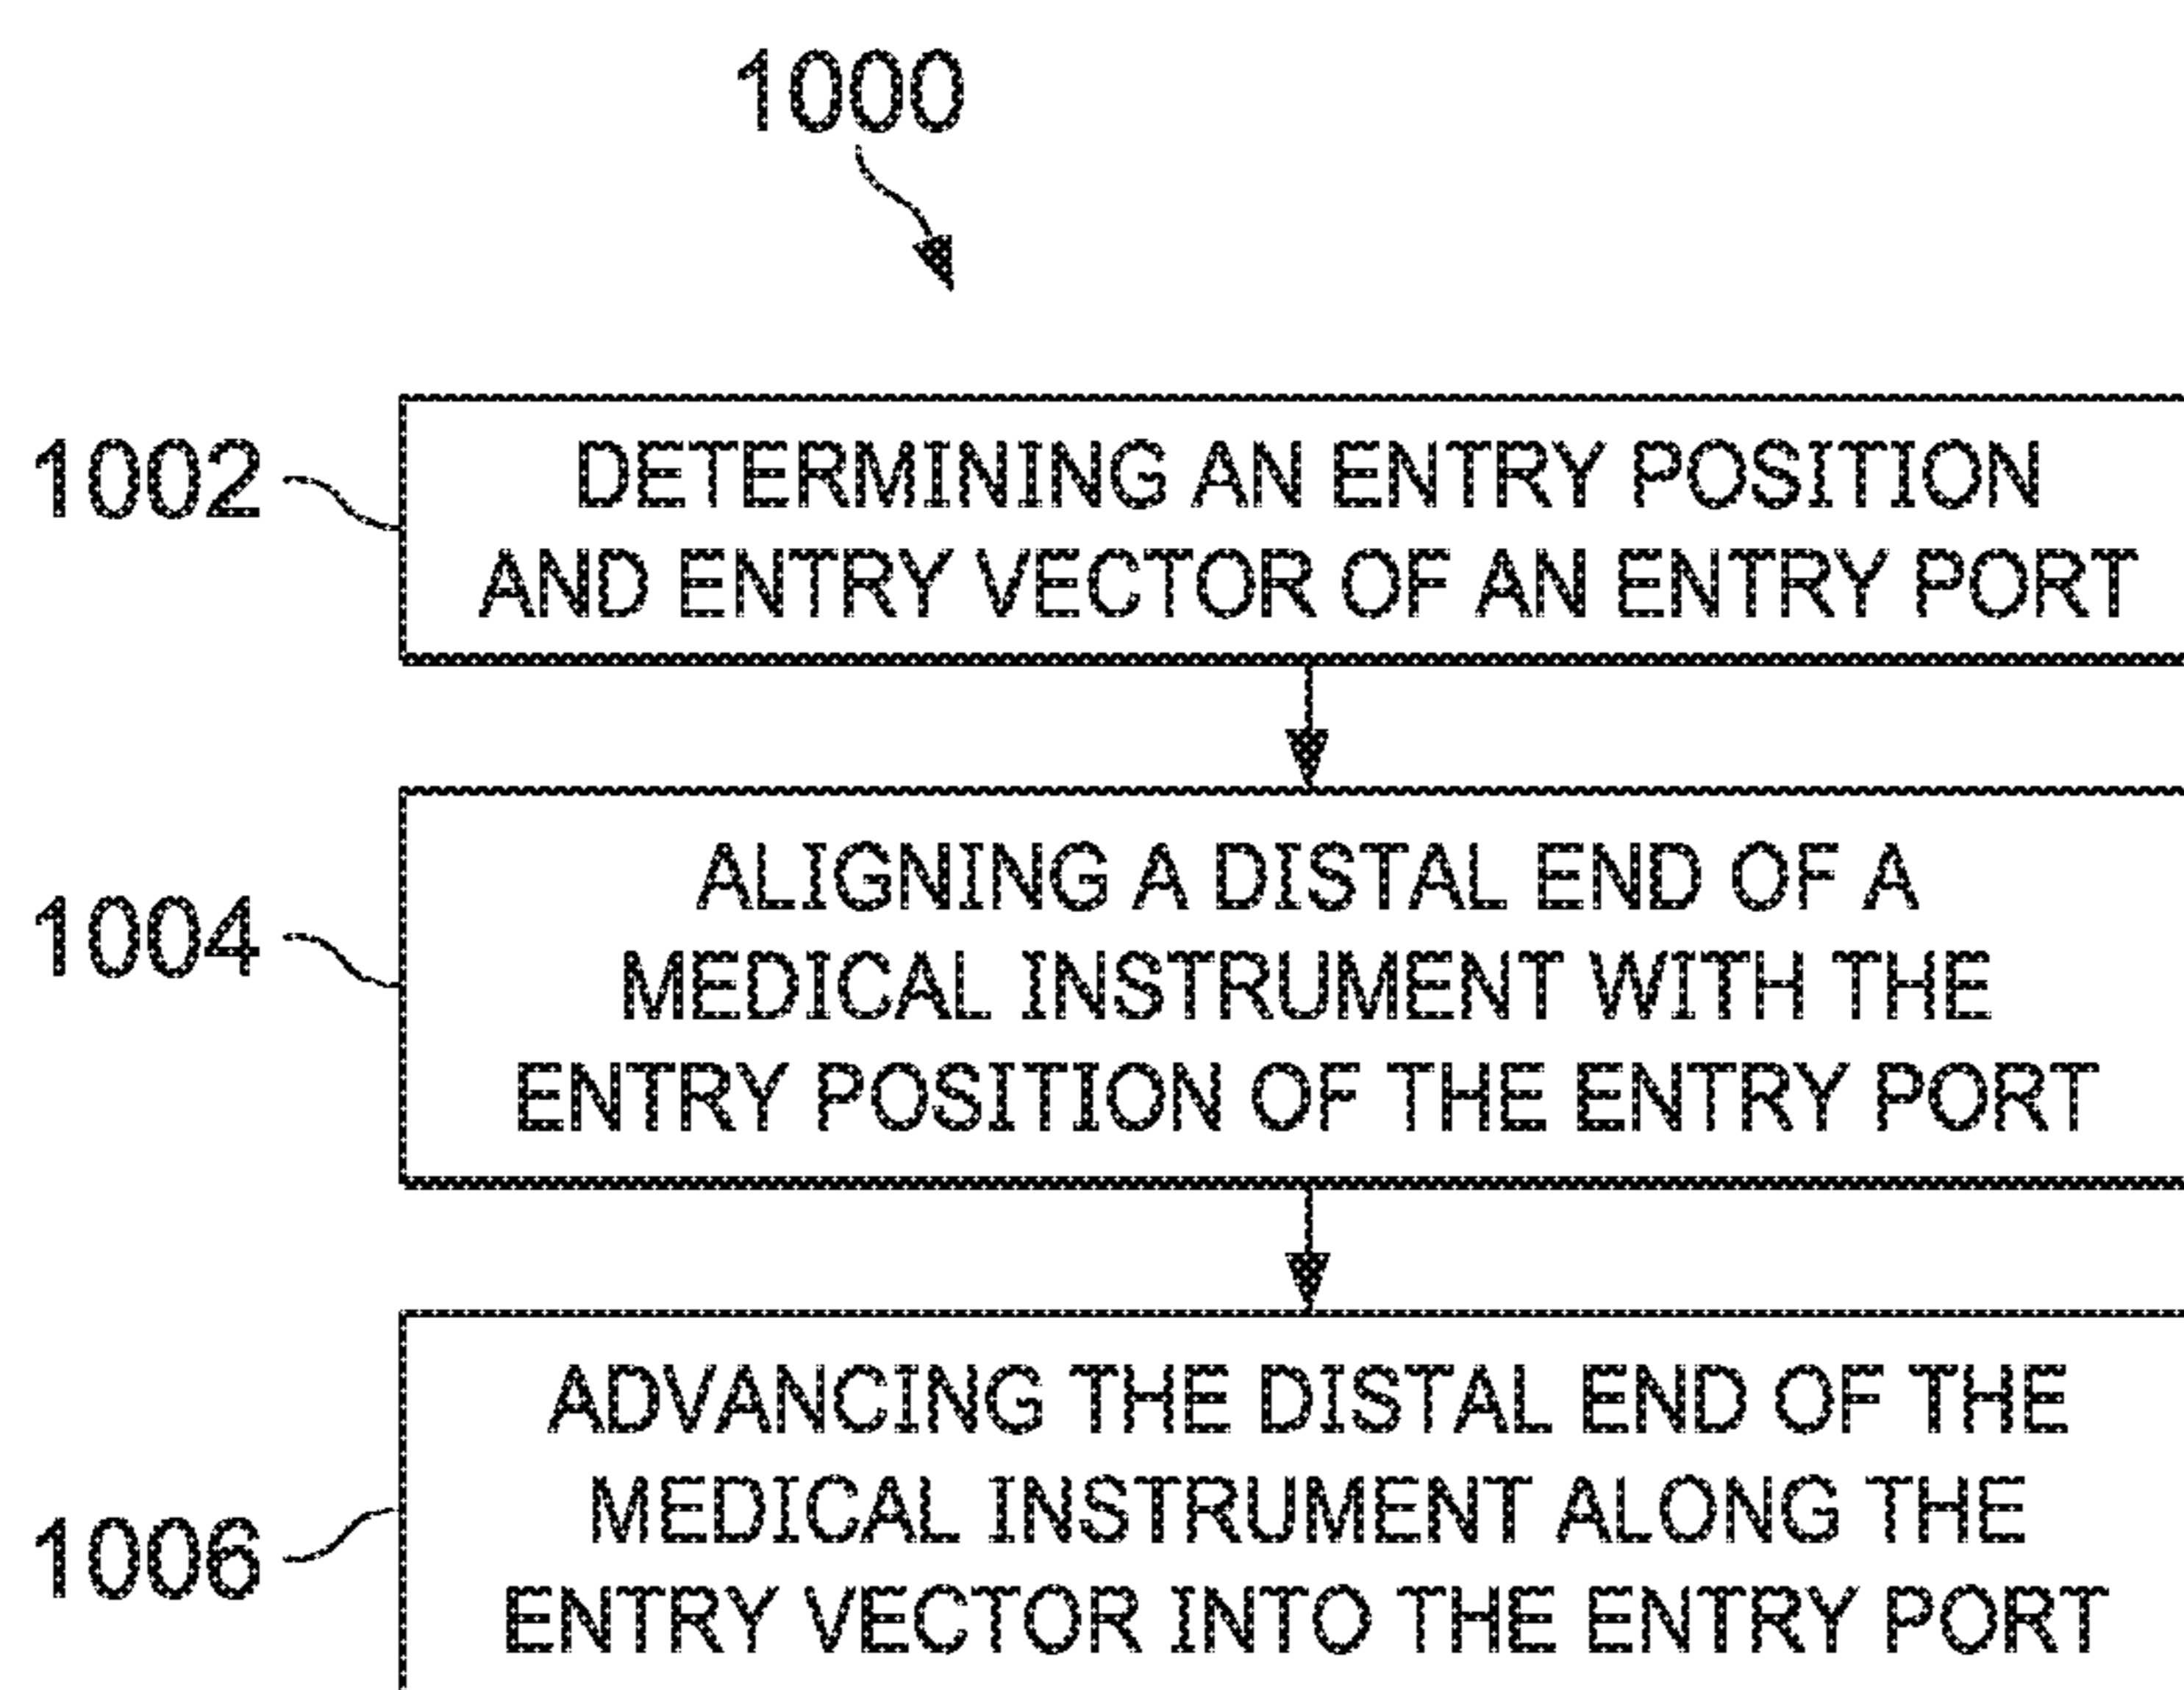 1000
1002
DETERMINING AN ENTRY POSITION
AND ENTRY VECTOR OF AN ENTRY PORT
1004
ALIGNING A DISTAL END OF A
MEDICAL INSTRUMENT WITH THE
ENTRY POSITION OF THE ENTRY PORT
1006
ADVANCING THE DISTAL END OF THE
MEDICAL INSTRUMENT ALONG THE
ENTRY VECTOR INTO THE ENTRY PORT